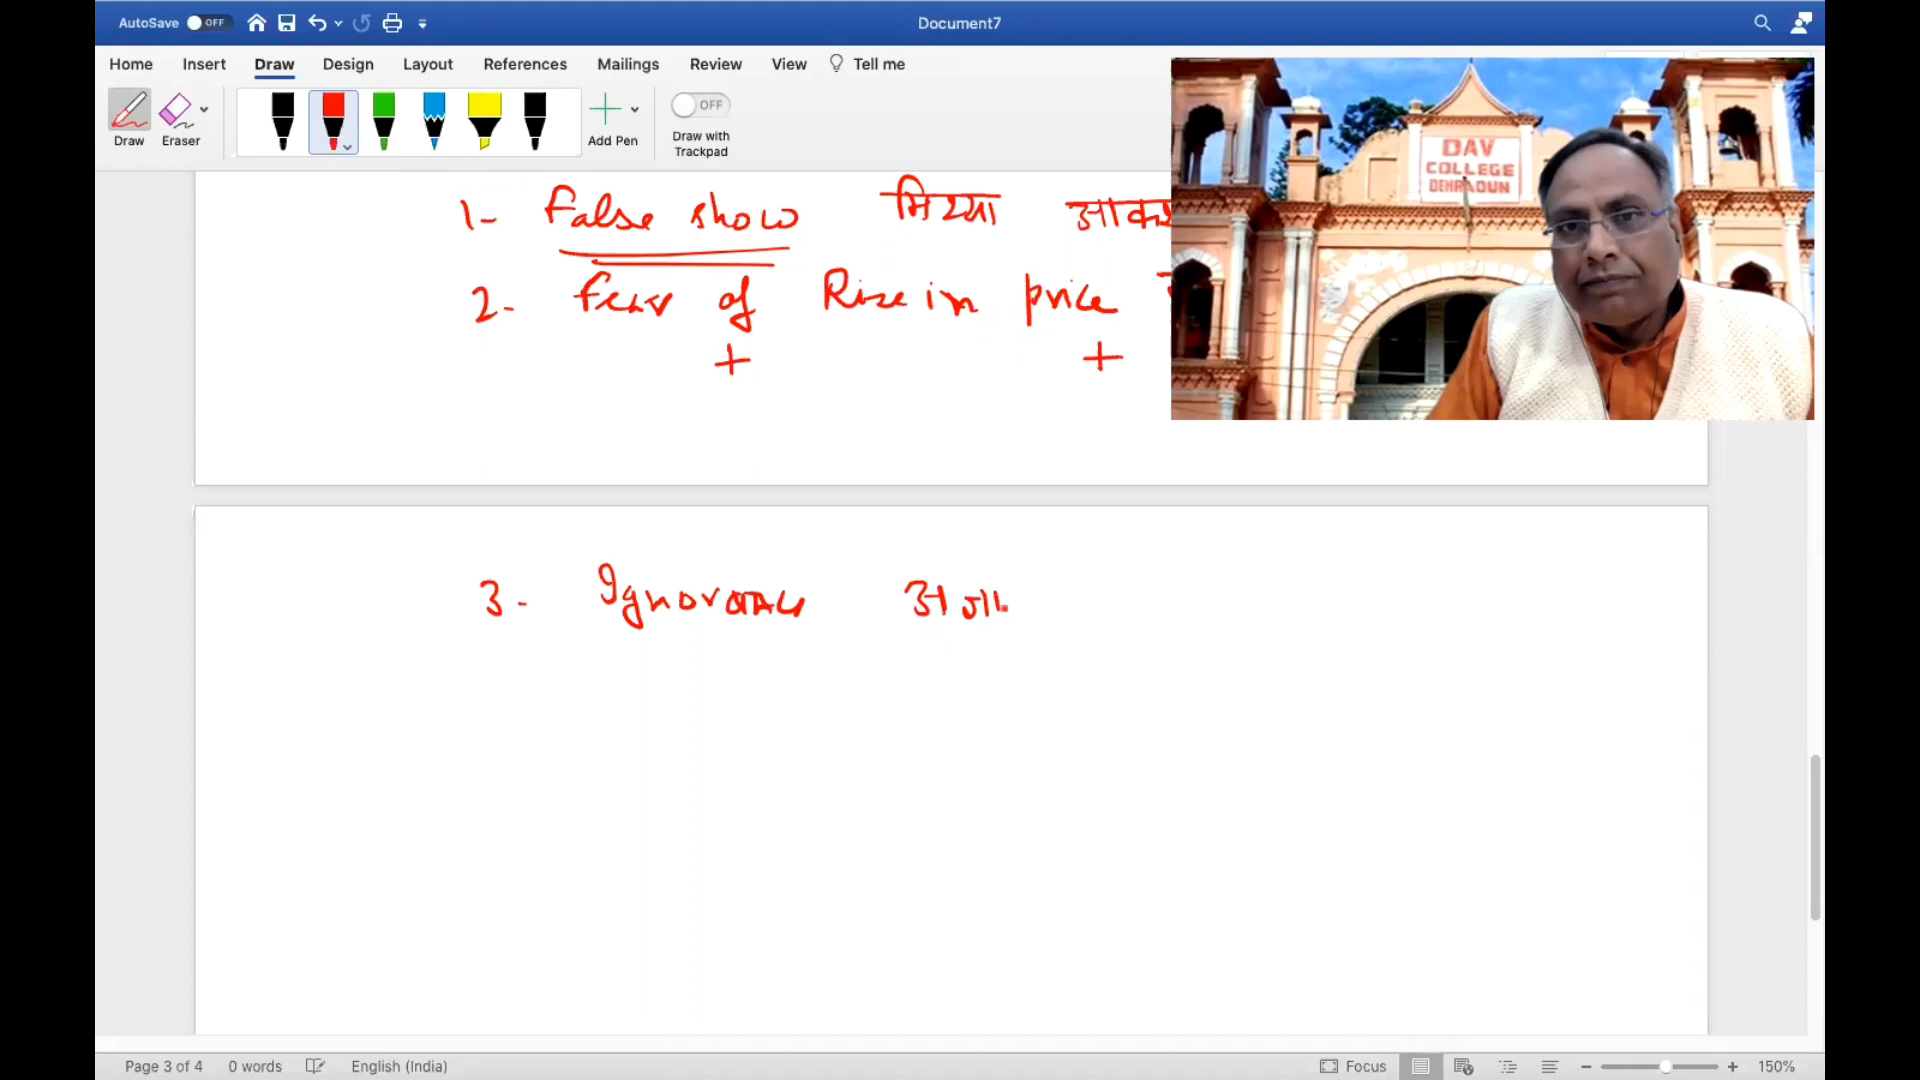 AutoSave OFF
Document7
Home Insert Draw Design Layout References Mailings Review View Tell me
Draw Eraser Add Pen OFF Draw with Trackpad
DAV
COLLEGE
DEHRADUN
1- False show मिथ्या
2- fear of Rise in price
+ +
3- Ignorance
Page 3 of 4 0 words English (India) Focus 150%